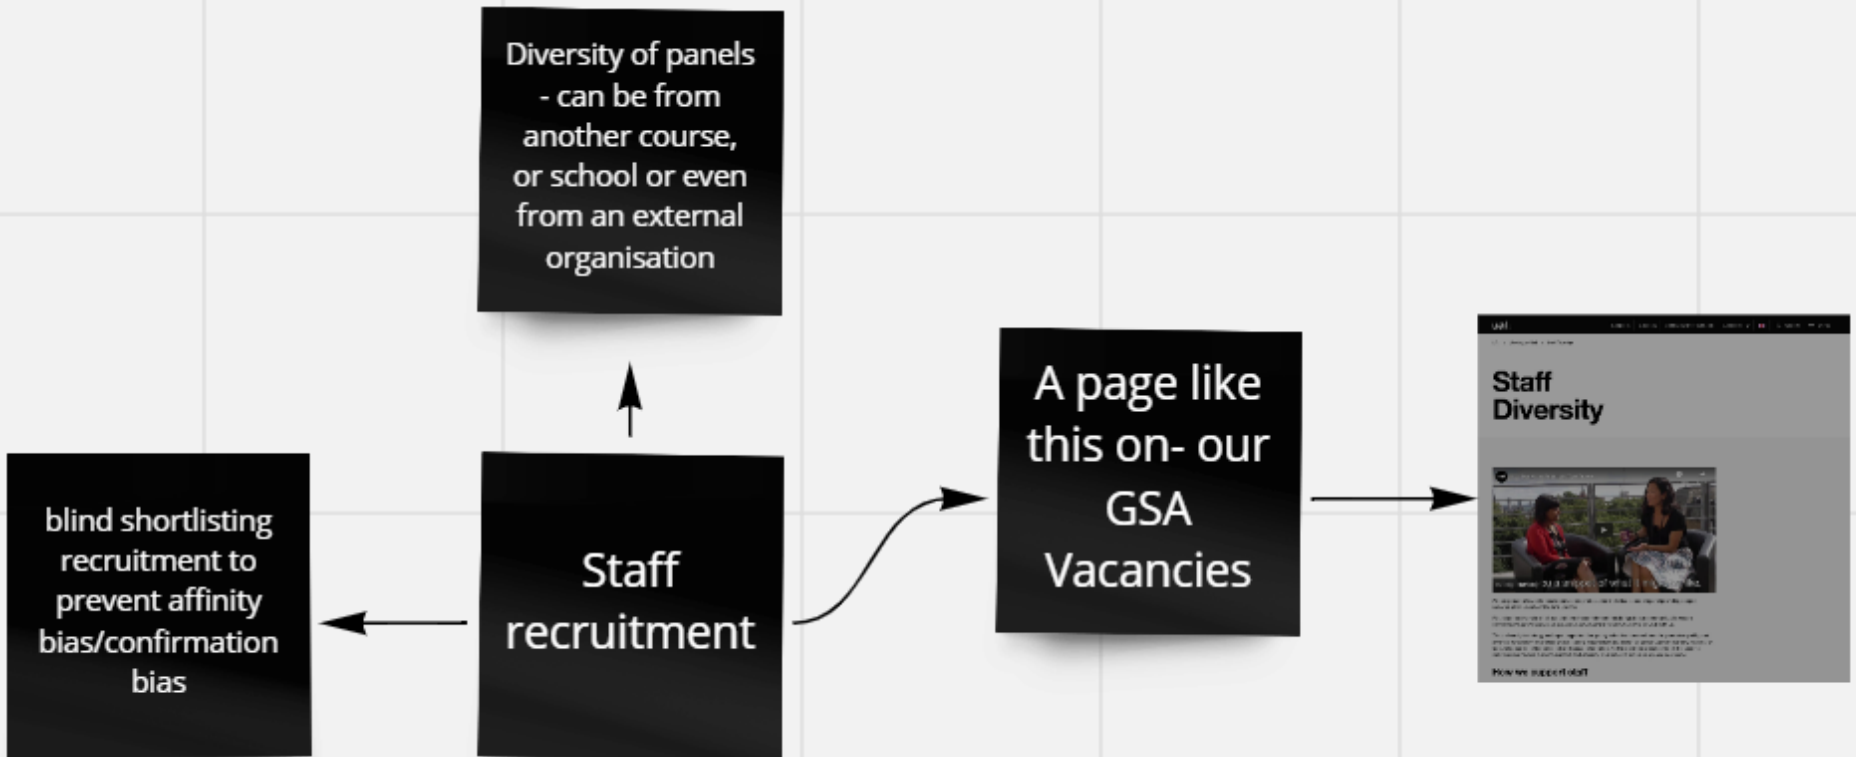 Diversity of panels
- can be from
another course,
or school or even
from an external
organisation
blind shortlisting
recruitment to
prevent affinity
bias/confirmation
bias
Staff
recruitment
A page like
this on- our
GSA
Vacancies
ual:
Staff
Diversity
How we support staff